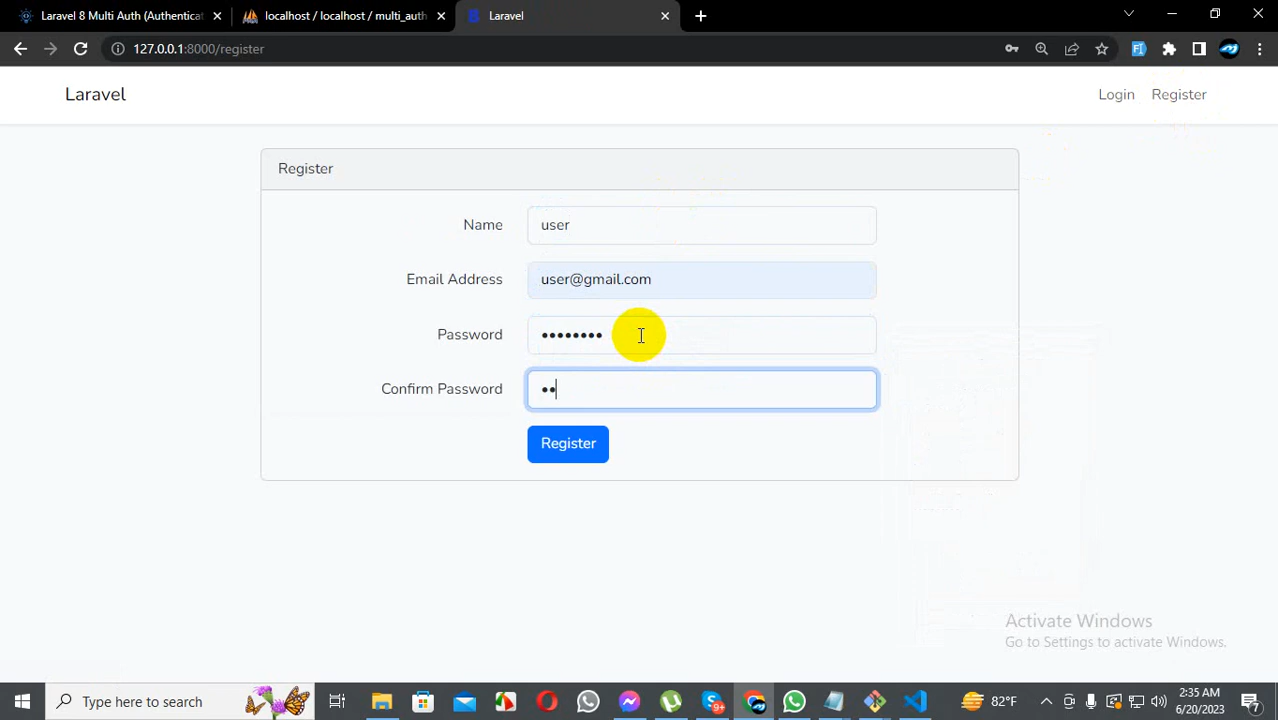 Laravel 8 Multi Auth (Authenticat
localhost / localhost / multi_auth
Laravel
127.0.0.1:8000/register
Laravel
Login
Register
Register
Name
user
Email Address
user@gmail.com
Password
••••••••
Confirm Password
••
Register
Activate Windows
Go to Settings to activate Windows.
Type here to search
9+
82°F
2:35 AM
6/20/2023
7